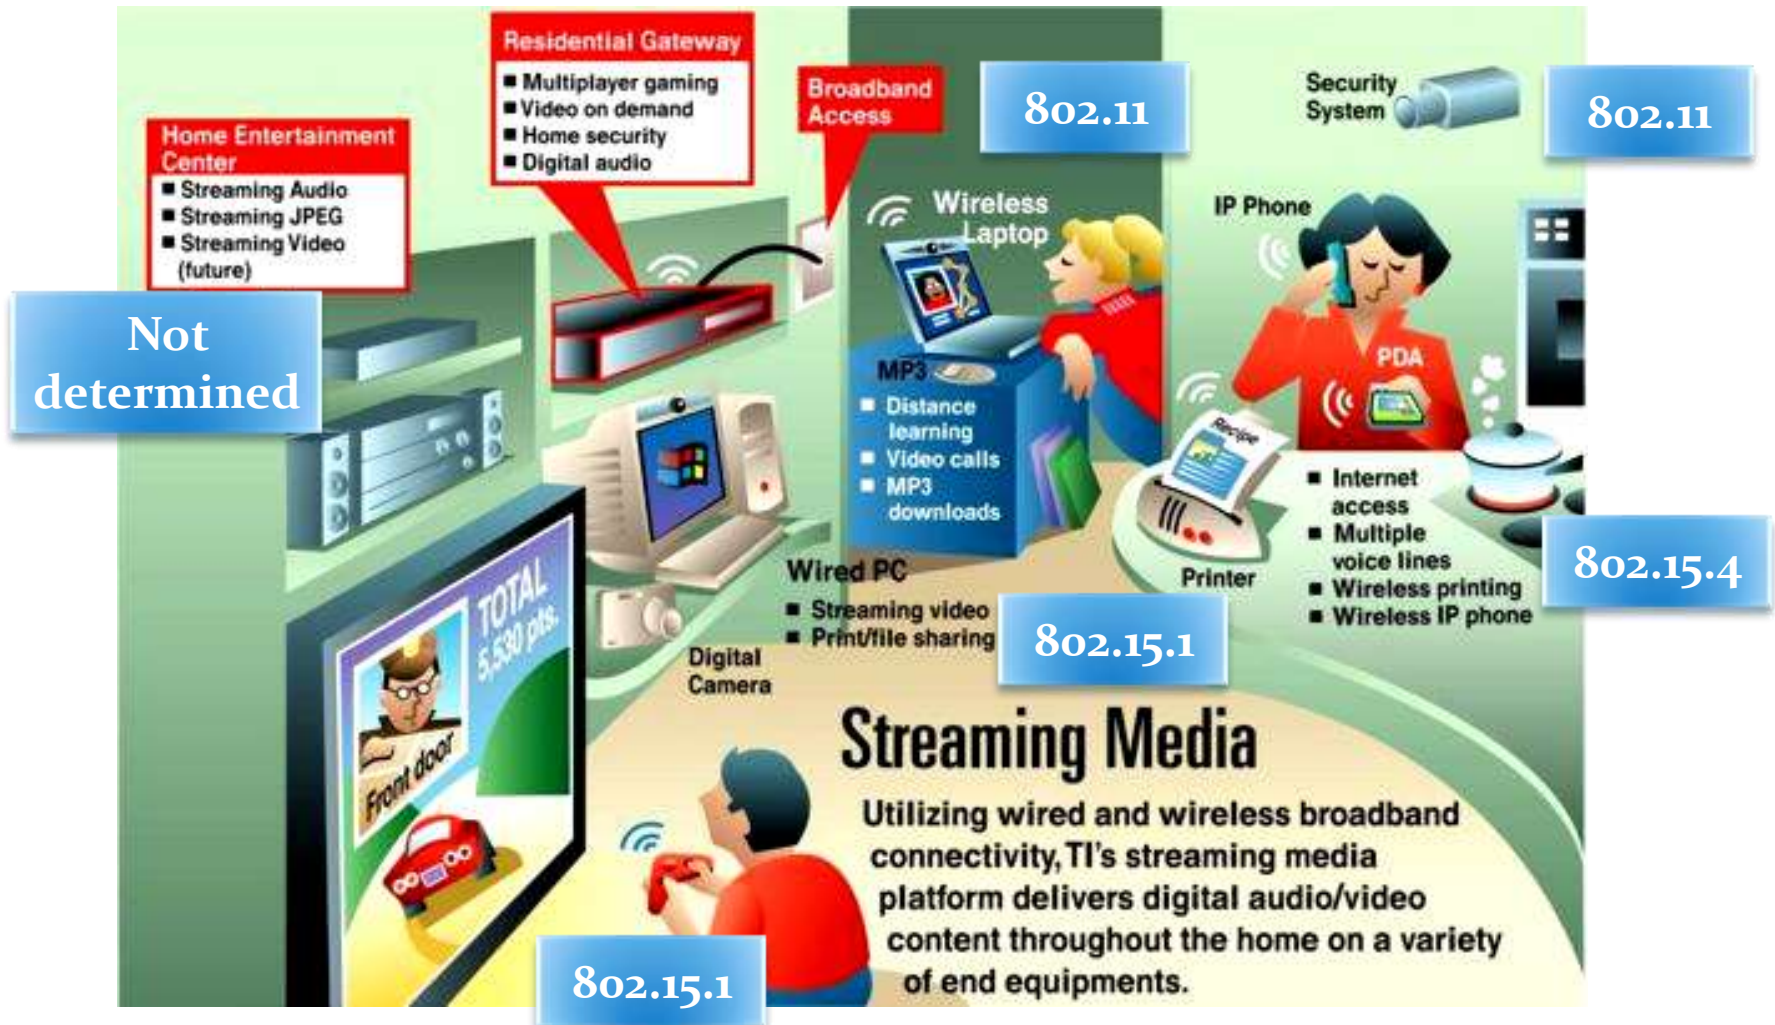 Residential Gateway
■ Multiplayer gaming
■ Video on demand
■ Home security
■ Digital audio
Broadband
Access
802.11
Security
System
802.11
Home Entertainment
Center
■ Streaming Audio
■ Streaming JPEG
■ Streaming Video
(future)
Not
determined
Wireless
Laptop
IP Phone
PDA
MP3
■ Distance
learning
■ Video calls
■ MP3
downloads
Recipe
Printer
■ Internet
access
■ Multiple
voice lines
■ Wireless printing
■ Wireless IP phone
802.15.4
Wired PC
■ Streaming video
■ Print/file sharing
802.15.1
Digital
Camera
TOTAL
5,530 pts.
Front door
Streaming Media
Utilizing wired and wireless broadband
connectivity, TI's streaming media
platform delivers digital audio/video
content throughout the home on a variety
of end equipments.
802.15.1